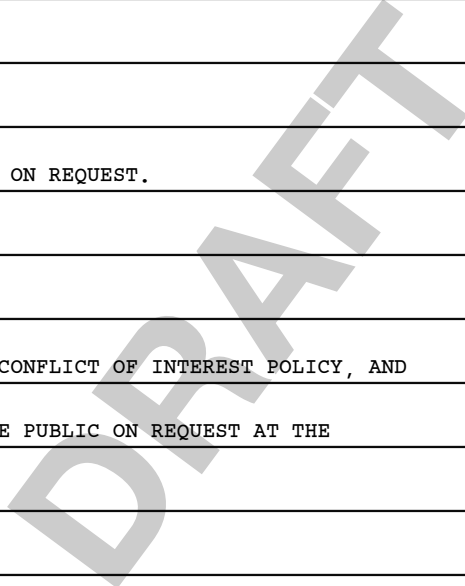 ON REQUEST.
CONFLICT OF INTEREST POLICY, AND
E PUBLIC ON REQUEST AT THE
DRAFT